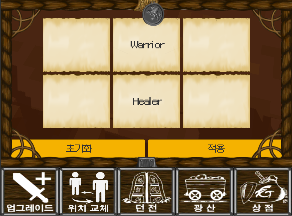 Warrior
Healer
초기화 적용
업그레이드 위치 교체 던 전 광 산 상 점